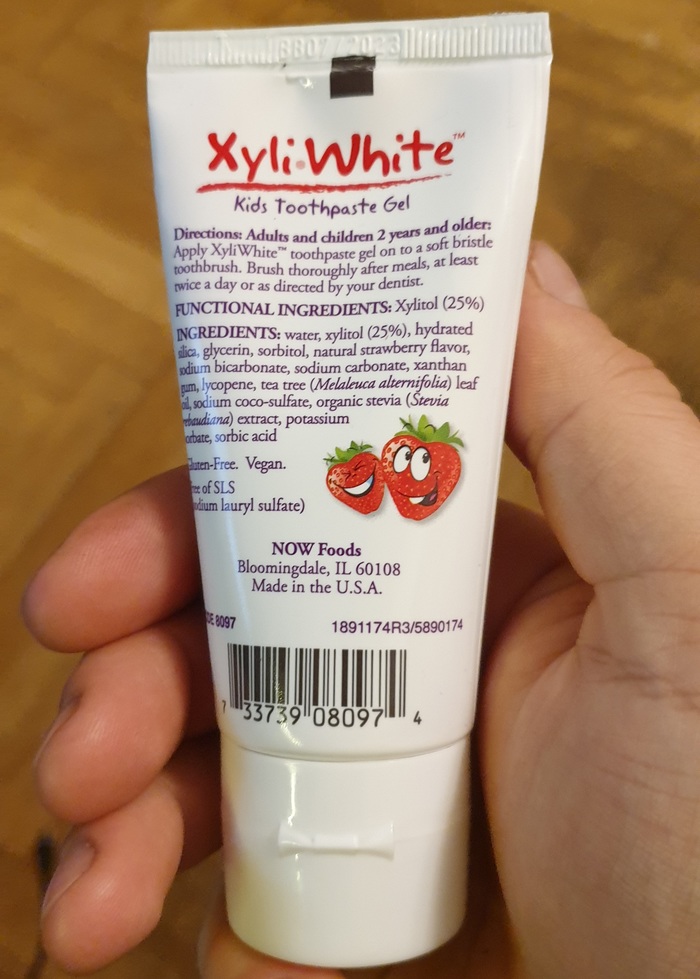 8807/2023
Xyli·White™
Kids Toothpaste Gel
Directions: Adults and children 2 years and older:
Apply XyliWhite™ toothpaste gel on to a soft bristle
toothbrush. Brush thoroughly after meals, at least
twice a day or as directed by your dentist.
FUNCTIONAL INGREDIENTS: Xylitol (25%)
INGREDIENTS: water, xylitol (25%), hydrated
silica, glycerin, sorbitol, natural strawberry flavor,
sodium bicarbonate, sodium carbonate, xanthan
gum, lycopene, tea tree (Melaleuca alternifolia) leaf
oil, sodium coco-sulfate, organic stevia (Stevia
rebaudiana) extract, potassium
sorbate, sorbic acid
Gluten-Free. Vegan.
Free of SLS
(sodium lauryl sulfate)
NOW Foods
Bloomingdale, IL 60108
Made in the U.S.A.
CODE 8097 1891174R3/5890174
7 33739 08097 4